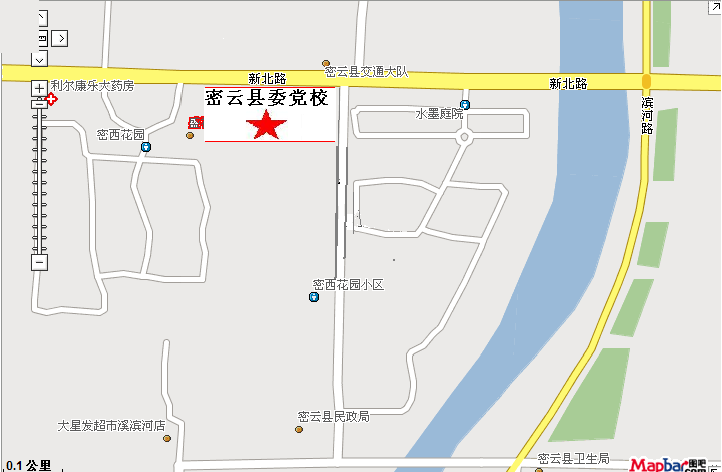 密云县交通大队
新北路
新北路
利尔康乐大药房
密云县委党校
滨河路
水墨庭院
密西花园
密西花园小区
密云县民政局
大星发超市溪滨河店
密云县卫生局
0.1 公里
Mapbar图吧
.com